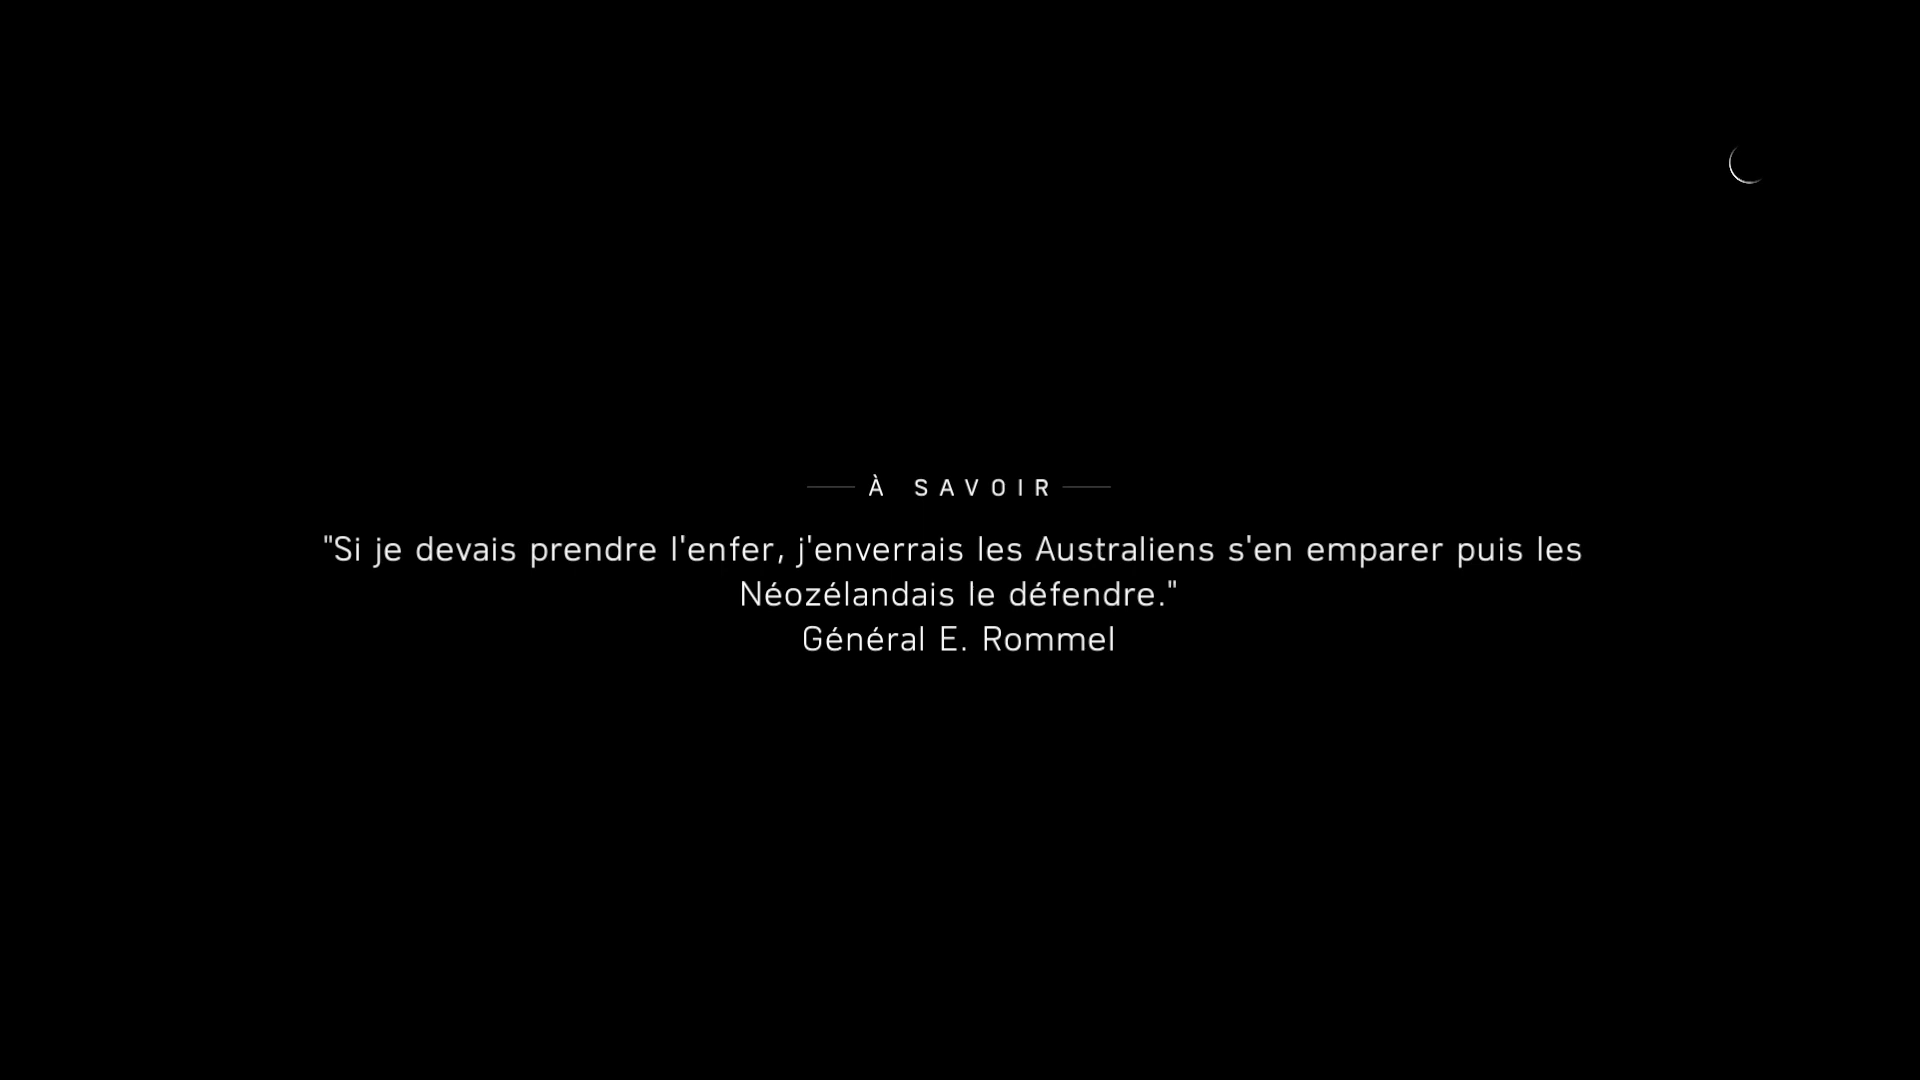 À SAVOIR
"Si je devais prendre l'enfer, j'enverrais les Australiens s'en emparer puis les
Néozélandais le défendre."
Général E. Rommel